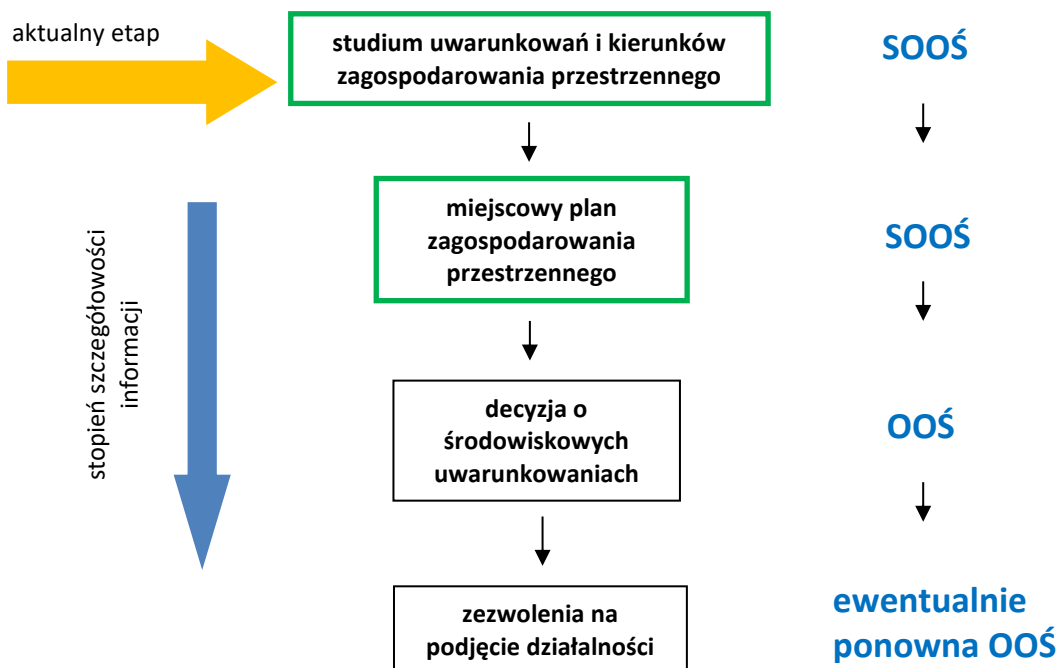 aktualny etap
studium uwarunkowań i kierunków
zagospodarowania przestrzennego
SOOŚ
miejscowy plan
zagospodarowania
przestrzennego
SOOŚ
stopień szczegółowości
informacji
decyzja o
środowiskowych
uwarunkowaniach
OOŚ
zezwolenia na
podjęcie działalności
ewentualnie
ponowna OOŚ